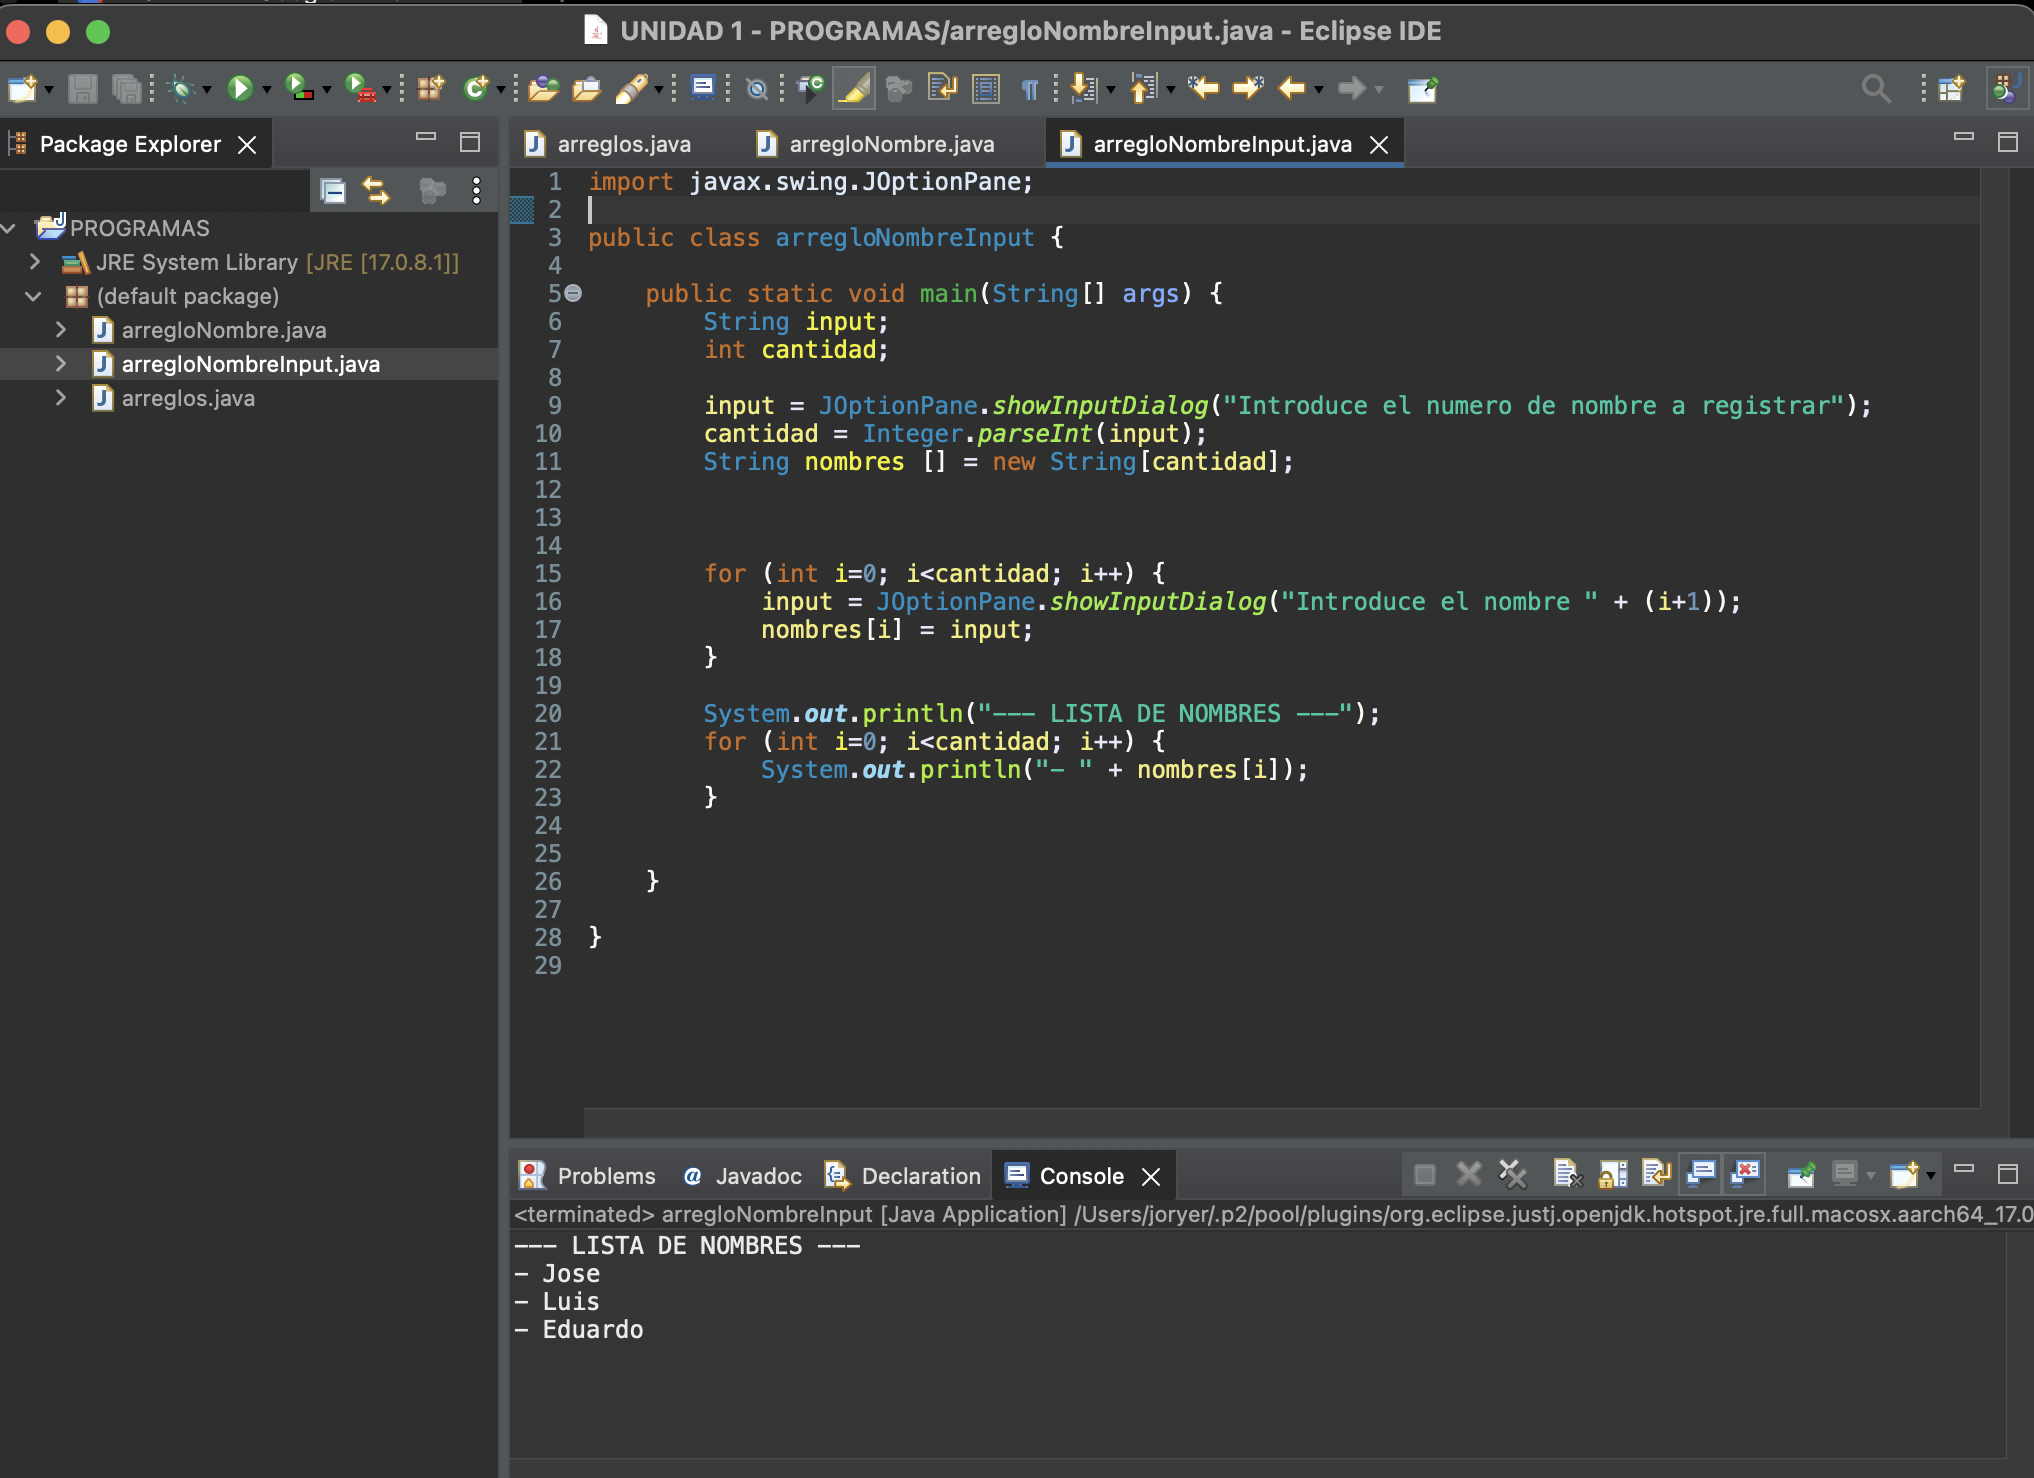 UNIDAD 1 - PROGRAMAS/arregloNombreInput.java - Eclipse IDE
Package Explorer
PROGRAMAS
JRE System Library [JRE [17.0.8.1]]
(default package)
arregloNombre.java
arregloNombreInput.java
arreglos.java
arreglos.java arregloNombre.java arregloNombreInput.java
1 import javax.swing.JOptionPane;
2
3 public class arregloNombreInput {
4
5     public static void main(String[] args) {
6         String input;
7         int cantidad;
8
9         input = JOptionPane.showInputDialog("Introduce el numero de nombre a registrar");
10         cantidad = Integer.parseInt(input);
11         String nombres [] = new String[cantidad];
12
13
14
15         for (int i=0; i<cantidad; i++) {
16             input = JOptionPane.showInputDialog("Introduce el nombre " + (i+1));
17             nombres[i] = input;
18         }
19
20         System.out.println("--- LISTA DE NOMBRES ---");
21         for (int i=0; i<cantidad; i++) {
22             System.out.println("- " + nombres[i]);
23         }
24
25
26     }
27
28 }
29
Problems Javadoc Declaration Console
<terminated> arregloNombreInput [Java Application] /Users/joryer/.p2/pool/plugins/org.eclipse.justj.openjdk.hotspot.jre.full.macosx.aarch64_17.0
--- LISTA DE NOMBRES ---
- Jose
- Luis
- Eduardo